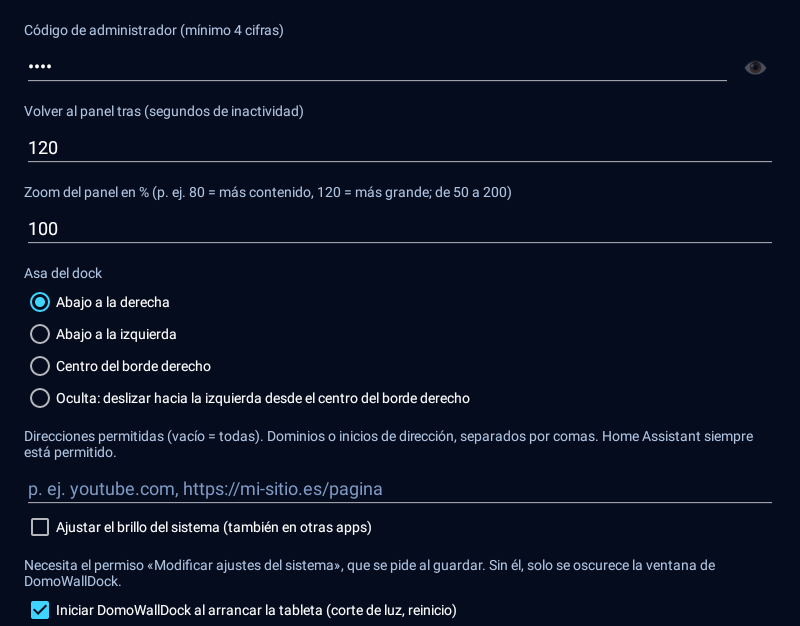 Código de administrador (mínimo 4 cifras)
••••
Volver al panel tras (segundos de inactividad)
120
Zoom del panel en % (p. ej. 80 = más contenido, 120 = más grande; de 50 a 200)
100
Asa del dock
Abajo a la derecha
Abajo a la izquierda
Centro del borde derecho
Oculta: deslizar hacia la izquierda desde el centro del borde derecho
Direcciones permitidas (vacío = todas). Dominios o inicios de dirección, separados por comas. Home Assistant siempre
está permitido.
p. ej. youtube.com, https://mi-sitio.es/pagina
Ajustar el brillo del sistema (también en otras apps)
Necesita el permiso «Modificar ajustes del sistema», que se pide al guardar. Sin él, solo se oscurece la ventana de
DomoWallDock.
Iniciar DomoWallDock al arrancar la tableta (corte de luz, reinicio)